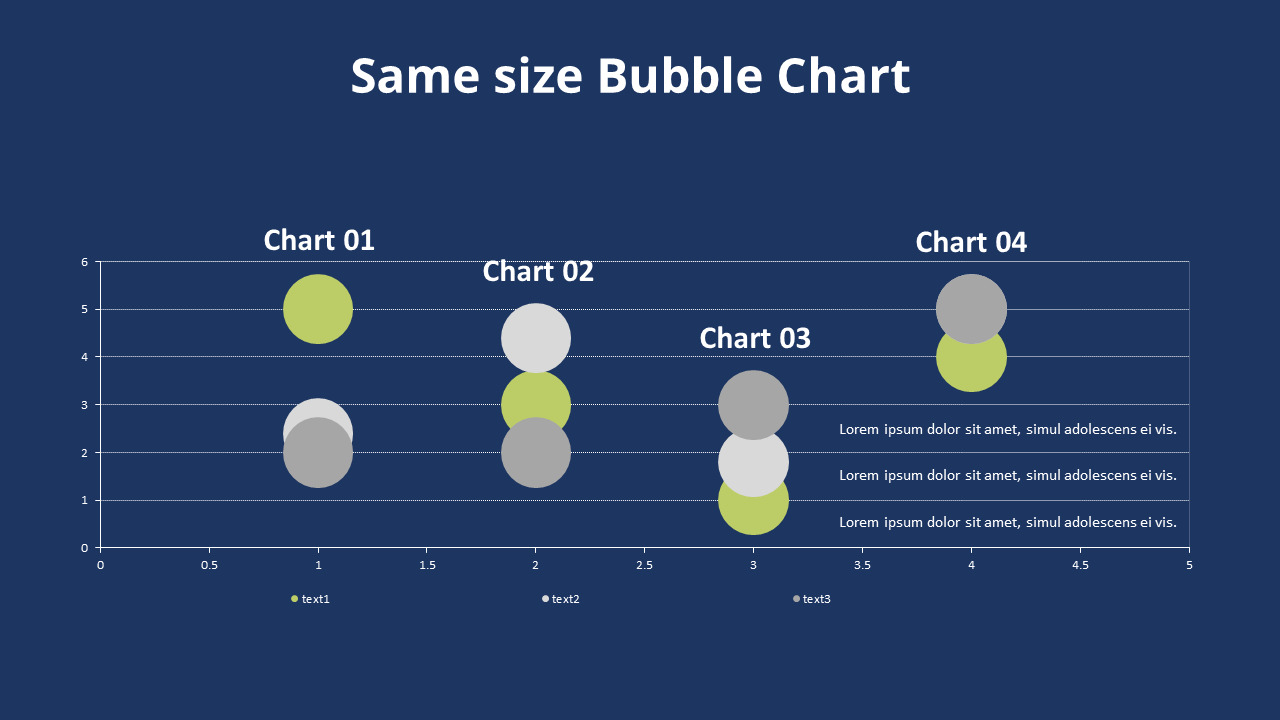 Same size Bubble Chart
Chart 01
Chart 04
6
Chart 02
5
Chart 03
4
3
Lorem ipsum dolor sit amet, simul adolescens ei vis.
2
Lorem ipsum dolor sit amet, simul adolescens ei vis.
1
Lorem ipsum dolor sit amet, simul adolescens ei vis.
0
0 0.5 1 1.5 2 2.5 3 3.5 4 4.5 5
text1 text2 text3